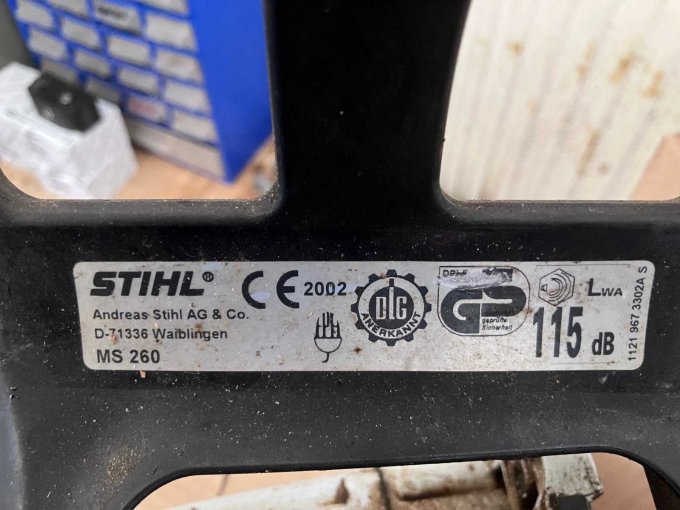 STIHL®
Andreas Stihl AG & Co.
D-71336 Waiblingen
MS 260
CE 2002
DLG
ANERKANNT
DPLF
GS
geprüfte
Sicherheit
LWA
115 dB
1121 967 3302A S